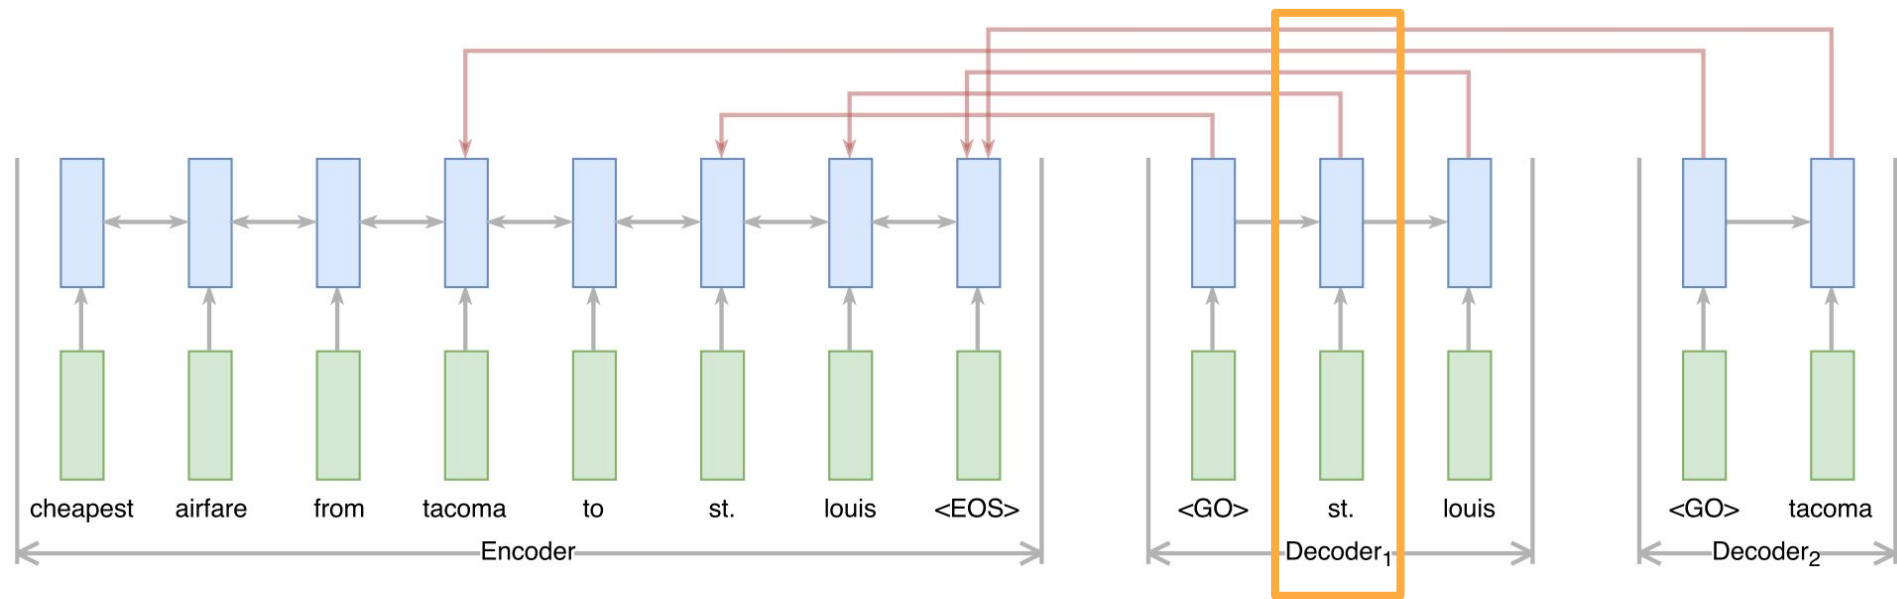 cheapest airfare from tacoma to st. louis <EOS> <GO> st. louis <GO> tacoma
Encoder Decoder1 Decoder2